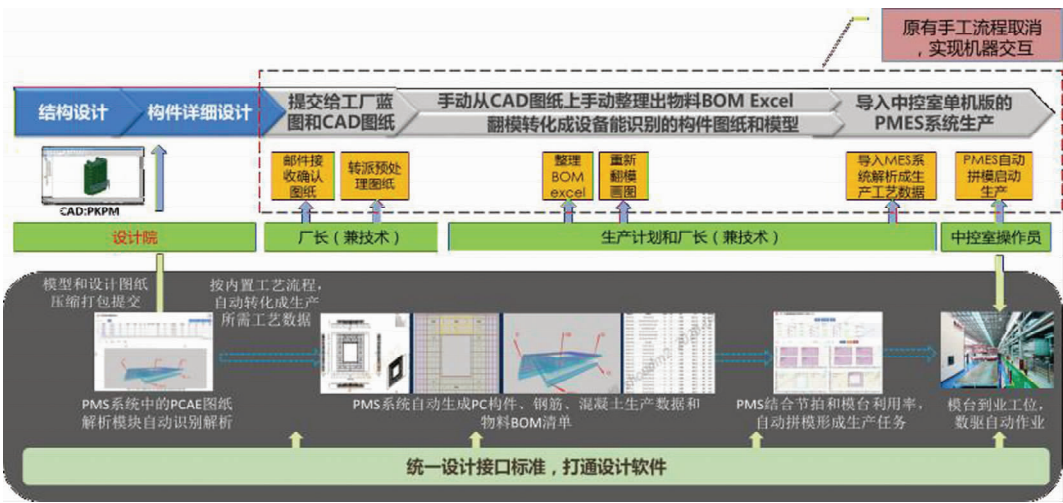 原有手工流程取消
，实现机器交互
结构设计
构件详细设计
提交给工厂蓝
图和CAD图纸
手动从CAD图纸上手动整理出物料BOM Excel
翻模转化成设备能识别的构件图纸和模型
导入中控室单机版的
PMES系统生产
CAD:PKPM
邮件接
收确认
图纸
转派预处
理图纸
整理
BOM
excel
重新
翻模
画图
导入MES系
统解析成生
产工艺数据
PMES自动
拼模启动
生产
设计院
厂长（兼技术）
生产计划和厂长（兼技术）
中控室操作员
模型和设计图纸
压缩打包提交
按内置工艺流程，
自动转化成生产
所需工艺数据
PMS系统中的PCAE图纸
解析模块自动识别解析
PMS系统自动生成PC构件、钢筋、混凝土生产数据和
物料BOM清单
PMS结合节拍和模台利用率，
自动拼模形成生产任务
模台到业工位，
数驱自动作业
统一设计接口标准，打通设计软件